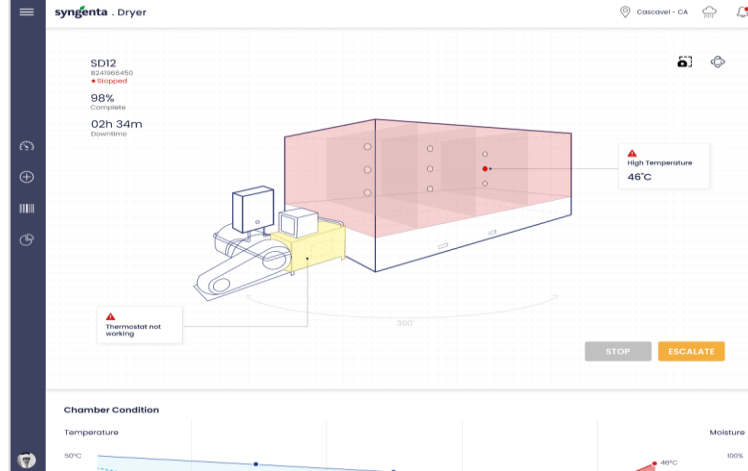 syngenta . Dryer
Cascavel - CA
SD12
8241966450
Stopped
98%
Complete
02h 34m
Downtime
High Temperature
46°C
Thermostat not
working
360°
STOP
ESCALATE
Chamber Condition
Temperature
Moisture
50°C
46°C
100%